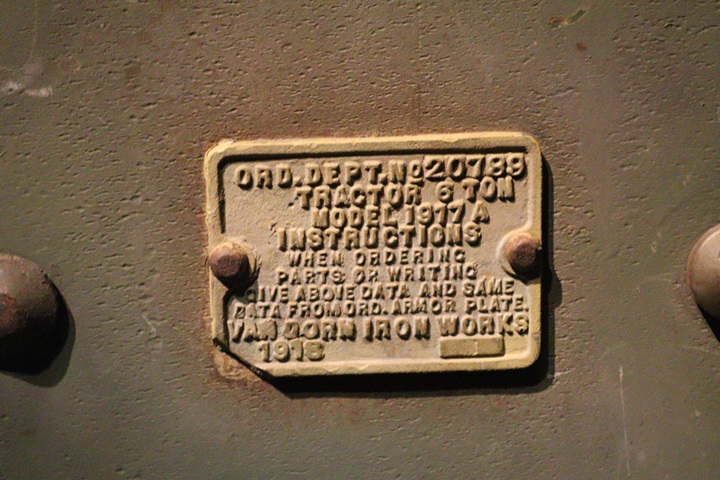 ORD. DEPT. NO 20789
TRACTOR 6 TON
MODEL 1917 A
INSTRUCTIONS
WHEN ORDERING
PARTS OR WRITING
GIVE ABOVE DATA AND SAME
DATA FROM ORD. ARMOR PLATE.
VAN DORN IRON WORKS
1918